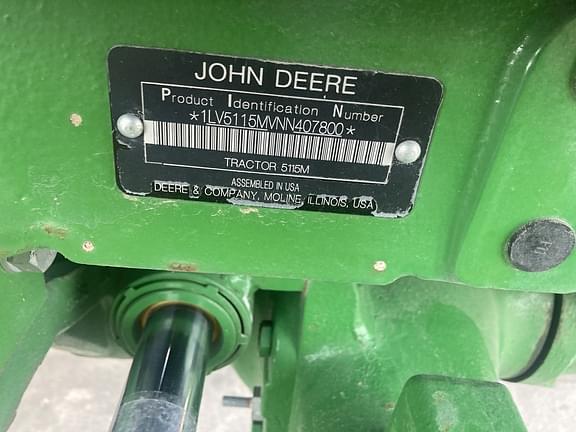 JOHN DEERE
Product Identification Number
*1LV5115MVNN407800*
TRACTOR 5115M
ASSEMBLED IN USA
DEERE & COMPANY, MOLINE, ILLINOIS, USA